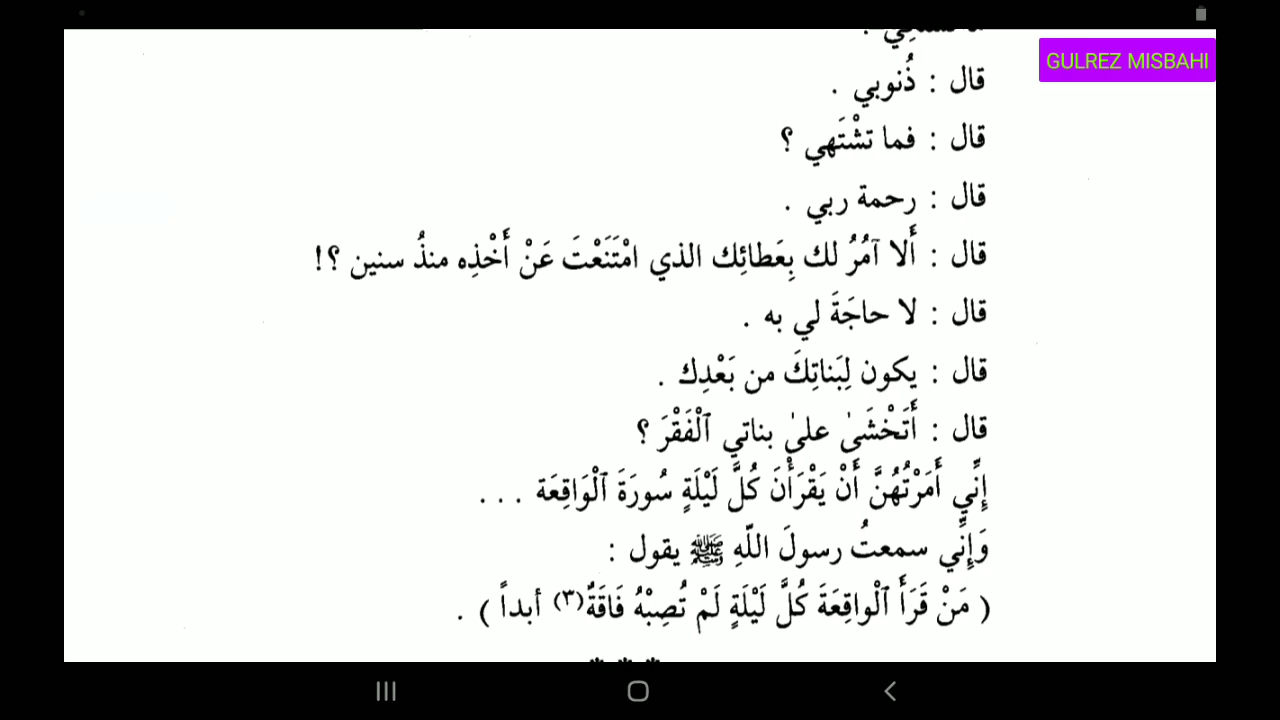 GULREZ MISBAHI
قال : ذُنوبي .
قال : فما تشْتَهي ؟
قال : رحمة ربي .
قال : أَلا آمُرُ لك بِعَطائِك الذي امْتَنَعْتَ عَنْ أَخْذِه منذُ سنين ؟!
قال : لا حاجَةَ لي به .
قال : يكون لِبَناتِكَ من بَعْدِك .
قال : أَتَخْشَىٰ علىٰ بناتي ٱلْفَقْرَ ؟
إِنِّي أَمَرْتُهُنَّ أَنْ يَقْرَأْنَ كُلَّ لَيْلَةٍ سُورَةَ ٱلْوَاقِعَة . . .
وَإِنِّي سمعتُ رسولَ اللّهِ ﷺ يقول :
( مَنْ قَرَأَ ٱلْواقِعَةَ كُلَّ لَيْلَةٍ لَمْ تُصِبْهُ فَاقَةٌ(٣) أبداً ) .
* * *